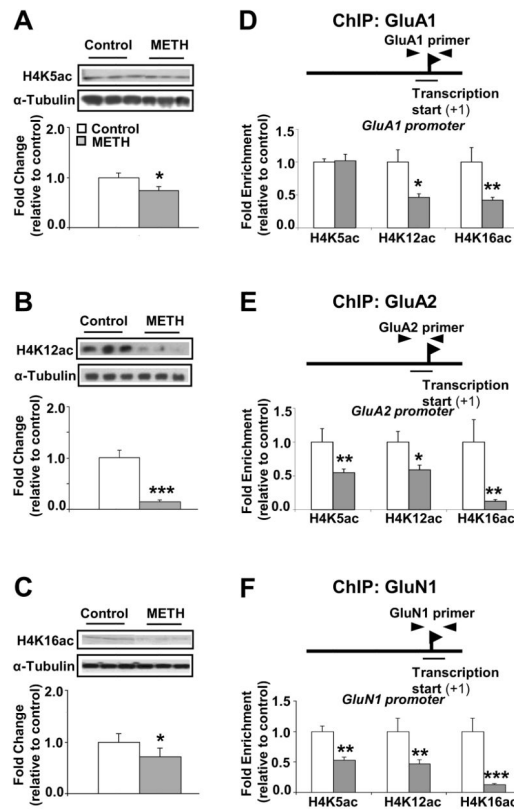 A
Control METH
H4K5ac
α-Tubulin
Fold Change
(relative to control)
2.0
1.0
0.0
Control
METH
*
B
Control METH
H4K12ac
α-Tubulin
Fold Change
(relative to control)
2.0
1.0
0.0
***
C
Control METH
H4K16ac
α-Tubulin
Fold Change
(relative to control)
2.0
1.0
0.0
*
D
ChIP: GluA1
GluA1 primer
Transcription
start (+1)
GluA1 promoter
Fold Enrichment
(relative to control)
1.5
1.0
0.5
0.0
* **
H4K5ac H4K12ac H4K16ac
E
ChIP: GluA2
GluA2 primer
Transcription
start (+1)
GluA2 promoter
Fold Enrichment
(relative to control)
1.5
1.0
0.5
0.0
** * **
H4K5ac H4K12ac H4K16ac
F
ChIP: GluN1
GluN1 primer
Transcription
start (+1)
GluN1 promoter
Fold Enrichment
(relative to control)
1.5
1.0
0.5
0.0
** ** ***
H4K5ac H4K12ac H4K16ac